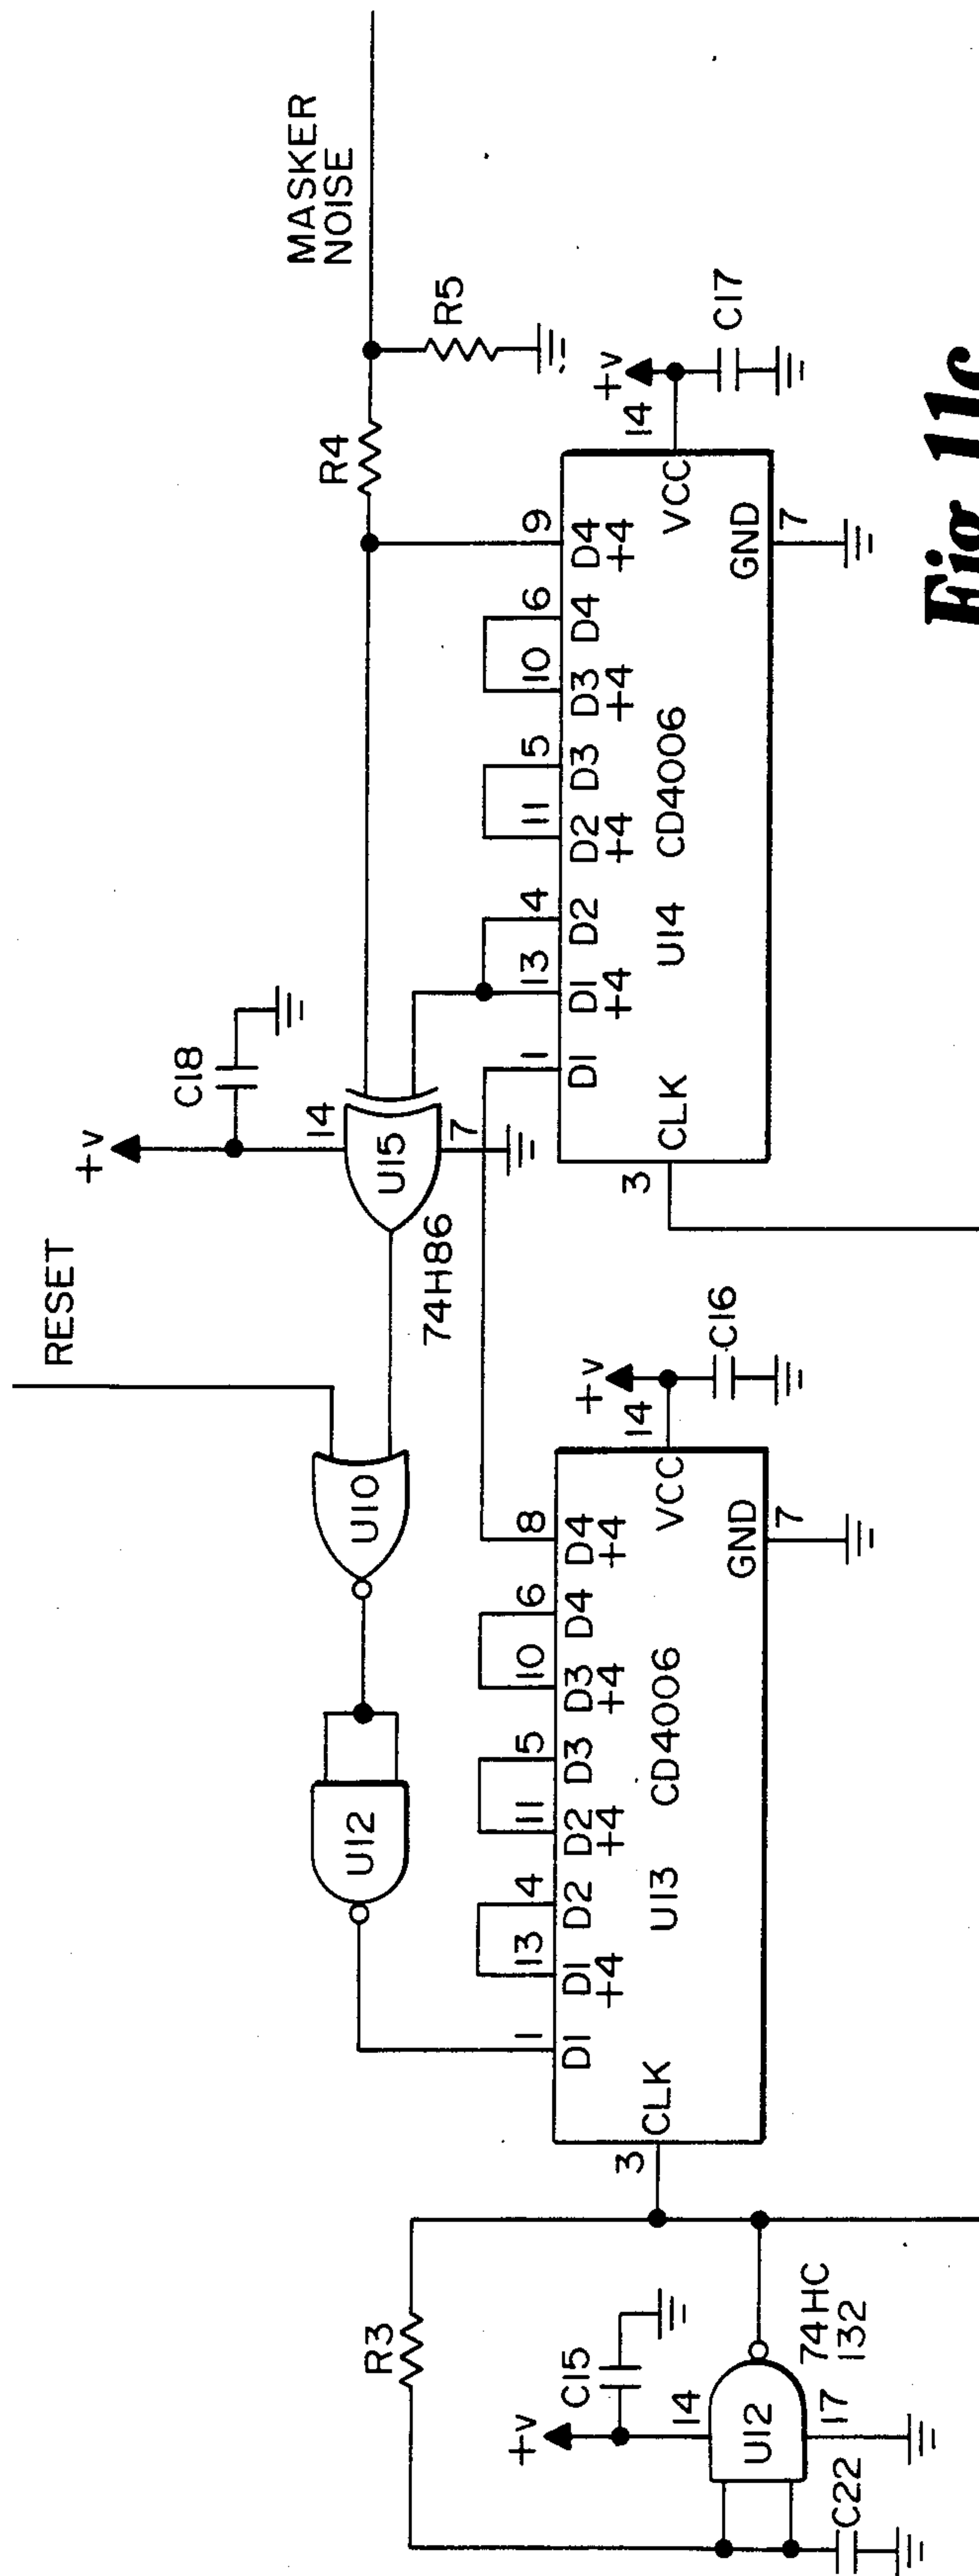 RESET
MASKER
NOISE
+V
C18
14
U15
7
74H86
U10
U12
R4
R5
R3
+V
C15
14
U12
17
74HC
132
C22
1
13
4
11
5
10
6
8
D1
D1
+4
D2
D2
+4
D3
D3
+4
D4
D4
+4
3
CLK
U13
CD4006
VCC
GND
7
14
+V
C16
1
13
4
11
5
10
6
9
D1
D1
+4
D2
D2
+4
D3
D3
+4
D4
D4
+4
3
CLK
U14
CD4006
VCC
GND
7
14
+V
C17
Fig. 11c